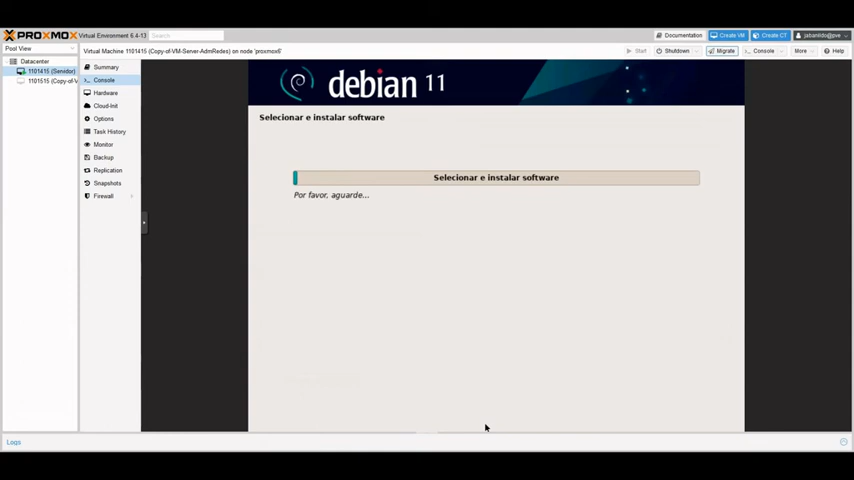 PROXMOX Virtual Environment 6.4-13 Search Documentation Create VM Create CT jabanildo@pve
Pool View Virtual Machine 1101415 (Copy-of-VM-Server-AdmRedes) on node 'proxmox6' Start Shutdown Migrate Console More Help
Datacenter
1101415 (Servidor)
1101515 (Copy-of-V
Summary
Console
Hardware
Cloud-Init
Options
Task History
Monitor
Backup
Replication
Snapshots
Firewall
debian 11
Selecionar e instalar software
Selecionar e instalar software
Por favor, aguarde...
Logs